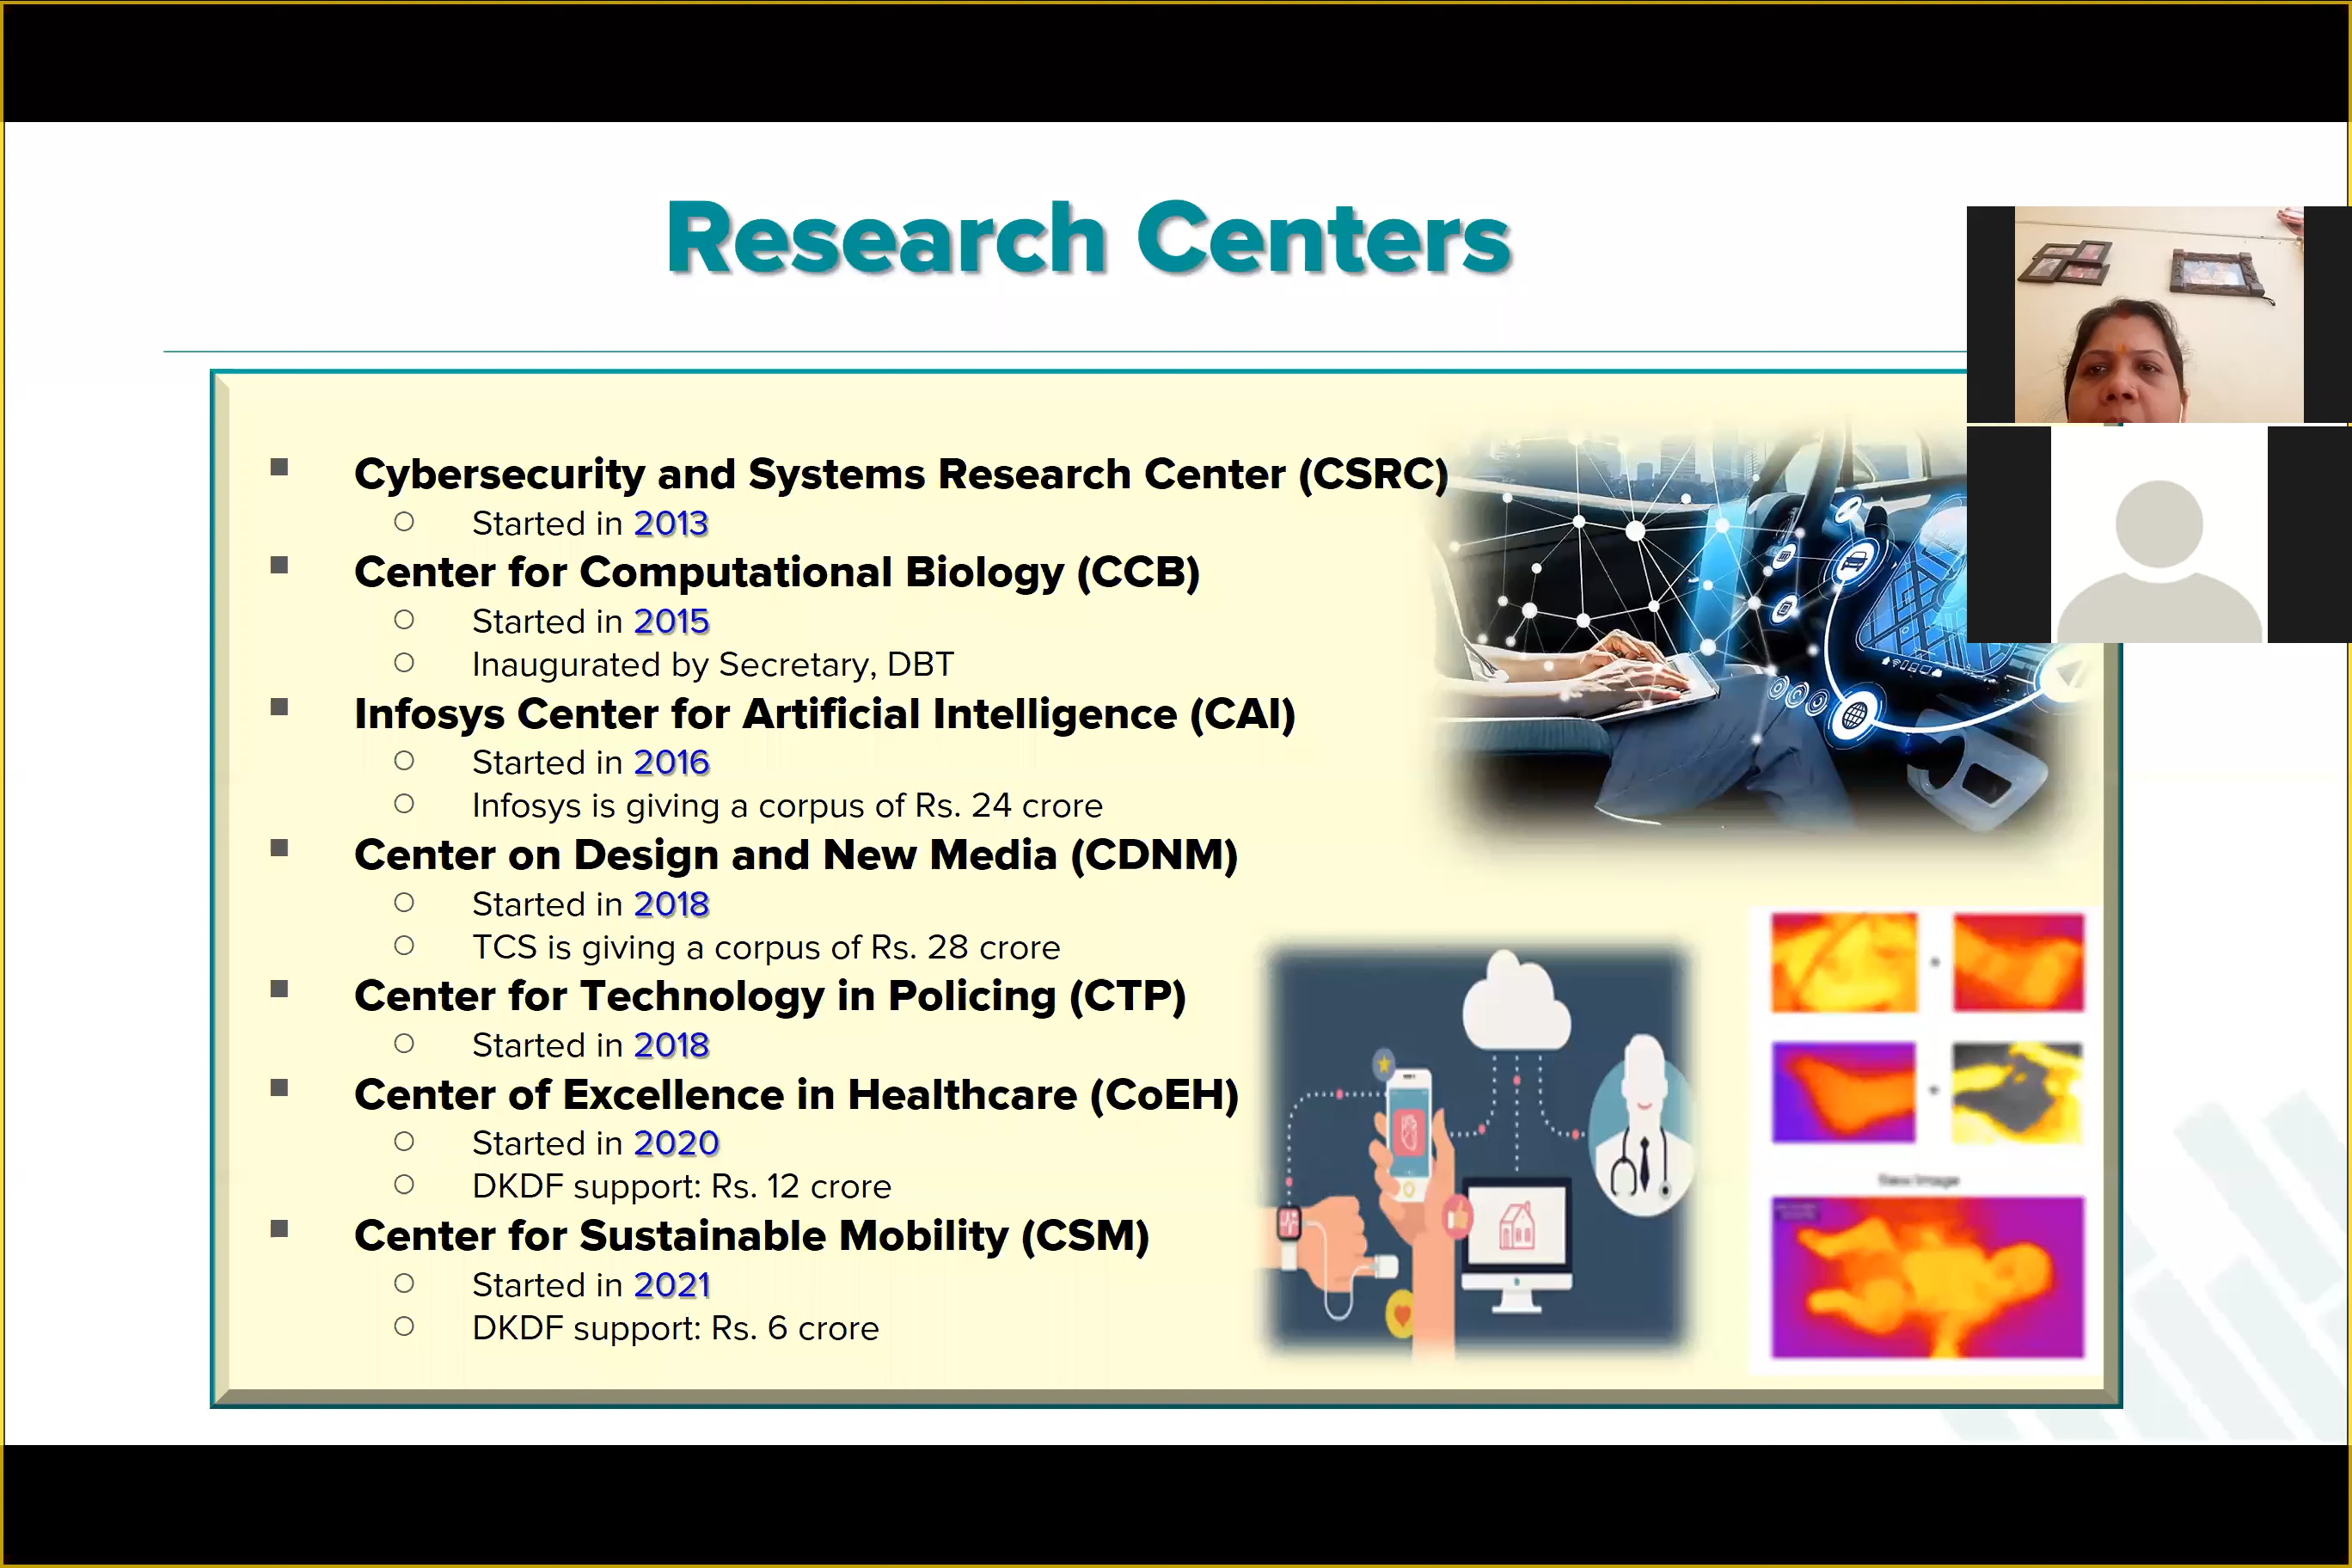 Research Centers
Cybersecurity and Systems Research Center (CSRC)
Started in 2013
Center for Computational Biology (CCB)
Started in 2015
Inaugurated by Secretary, DBT
Infosys Center for Artificial Intelligence (CAI)
Started in 2016
Infosys is giving a corpus of Rs. 24 crore
Center on Design and New Media (CDNM)
Started in 2018
TCS is giving a corpus of Rs. 28 crore
Center for Technology in Policing (CTP)
Started in 2018
Center of Excellence in Healthcare (CoEH)
Started in 2020
DKDF support: Rs. 12 crore
Center for Sustainable Mobility (CSM)
Started in 2021
DKDF support: Rs. 6 crore